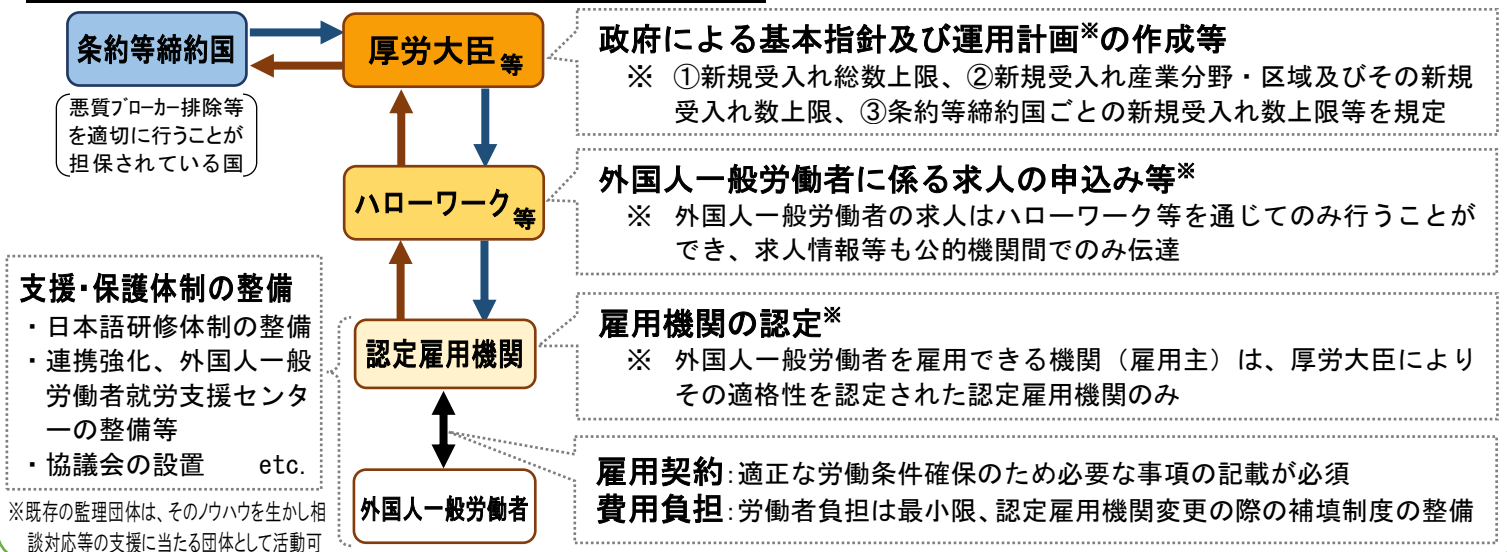 条約等締約国
厚労大臣等
悪質ブローカー排除等
を適切に行うことが
担保されている国
政府による基本指針及び運用計画※の作成等
※ ①新規受入れ総数上限、②新規受入れ産業分野・区域及びその新規
受入れ数上限、③条約等締約国ごとの新規受入れ数上限等を規定
ハローワーク等
外国人一般労働者に係る求人の申込み等※
※ 外国人一般労働者の求人はハローワーク等を通じてのみ行うことが
でき、求人情報等も公的機関間でのみ伝達
支援・保護体制の整備
・日本語研修体制の整備
・連携強化、外国人一般
労働者就労支援センタ
ーの整備等
・協議会の設置 etc.
※既存の監理団体は、そのノウハウを生かし相
談対応等の支援に当たる団体として活動可
認定雇用機関
雇用機関の認定※
※ 外国人一般労働者を雇用できる機関（雇用主）は、厚労大臣により
その適格性を認定された認定雇用機関のみ
外国人一般労働者
雇用契約：適正な労働条件確保のため必要な事項の記載が必須
費用負担：労働者負担は最小限、認定雇用機関変更の際の補填制度の整備